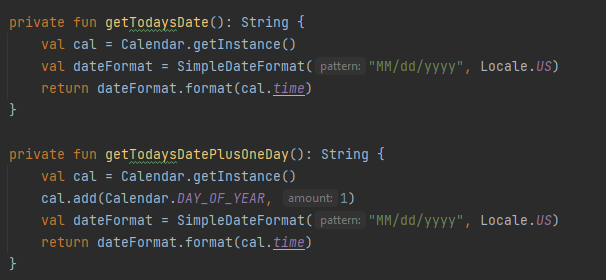 private fun getTodaysDate(): String {
val cal = Calendar.getInstance()
val dateFormat = SimpleDateFormat( pattern: "MM/dd/yyyy", Locale.US)
return dateFormat.format(cal.time)
}
private fun getTodaysDatePlusOneDay(): String {
val cal = Calendar.getInstance()
cal.add(Calendar.DAY_OF_YEAR, amount: 1)
val dateFormat = SimpleDateFormat( pattern: "MM/dd/yyyy", Locale.US)
return dateFormat.format(cal.time)
}